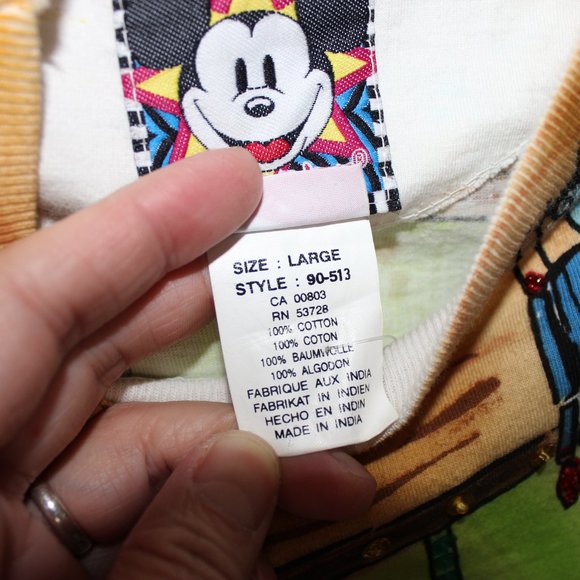 ®
SIZE : LARGE
STYLE : 90-513
CA 00803
RN 53728
100% COTTON
100% COTON
100% BAUMWOLLE
100% ALGODON
FABRIQUE AUX INDIA
FABRIKAT IN INDIEN
HECHO EN INDIN
MADE IN INDIA